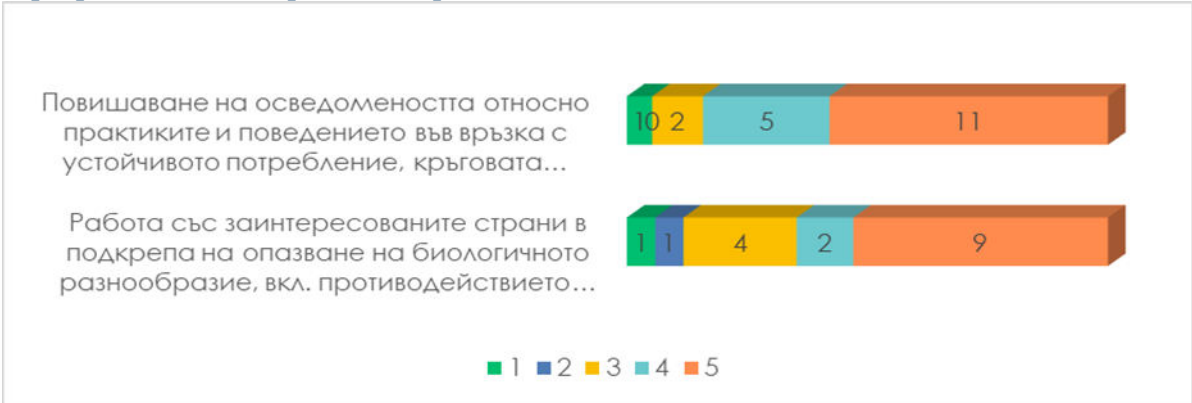 Повишаване на осведомеността относно
практиките и поведението във връзка с
устойчивото потребление, кръговата...
10 2 5 11
Работа със заинтересованите страни в
подкрепа на опазване на биологичното
разнообразие, вкл. противодействието...
1 1 4 2 9
1 2 3 4 5